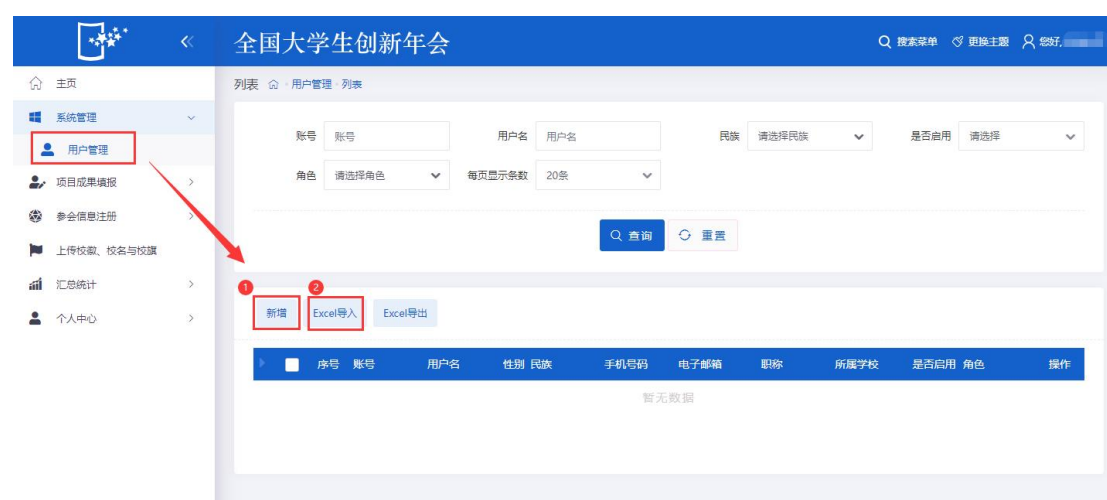 全国大学生创新年会
搜索菜单 更换主题 您好,
主页
系统管理
用户管理
项目成果填报
参会信息注册
上传校徽、校名与校旗
汇总统计
个人中心
列表 用户管理 列表
账号 账号 用户名 用户名 民族 请选择民族 是否启用 请选择
角色 请选择角色 每页显示条数 20条
查询 重置
1 2
新增 Excel导入 Excel导出
序号 账号 用户名 性别 民族 手机号码 电子邮箱 职称 所属学校 是否启用 角色 操作
暂无数据